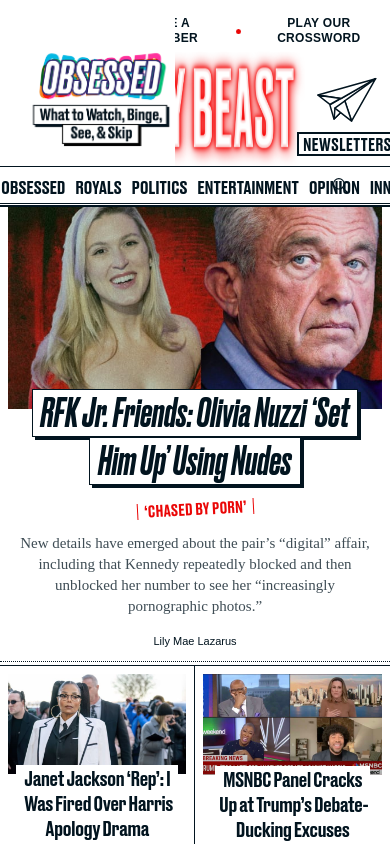 E A
BER
PLAY OUR
CROSSWORD
OBSESSED
What to Watch, Binge,
See, & Skip
Y BEAST
NEWSLETTERS
OBSESSED ROYALS POLITICS ENTERTAINMENT OPINION INN
RFK Jr. Friends: Olivia Nuzzi ‘Set
Him Up’ Using Nudes
‘CHASED BY PORN’
New details have emerged about the pair’s “digital” affair,
including that Kennedy repeatedly blocked and then
unblocked her number to see her “increasingly
pornographic photos.”
Lily Mae Lazarus
weekend
BREAKING NEWS
MSNBC
Janet Jackson ‘Rep’: I
Was Fired Over Harris
Apology Drama
MSNBC Panel Cracks
Up at Trump’s Debate-
Ducking Excuses